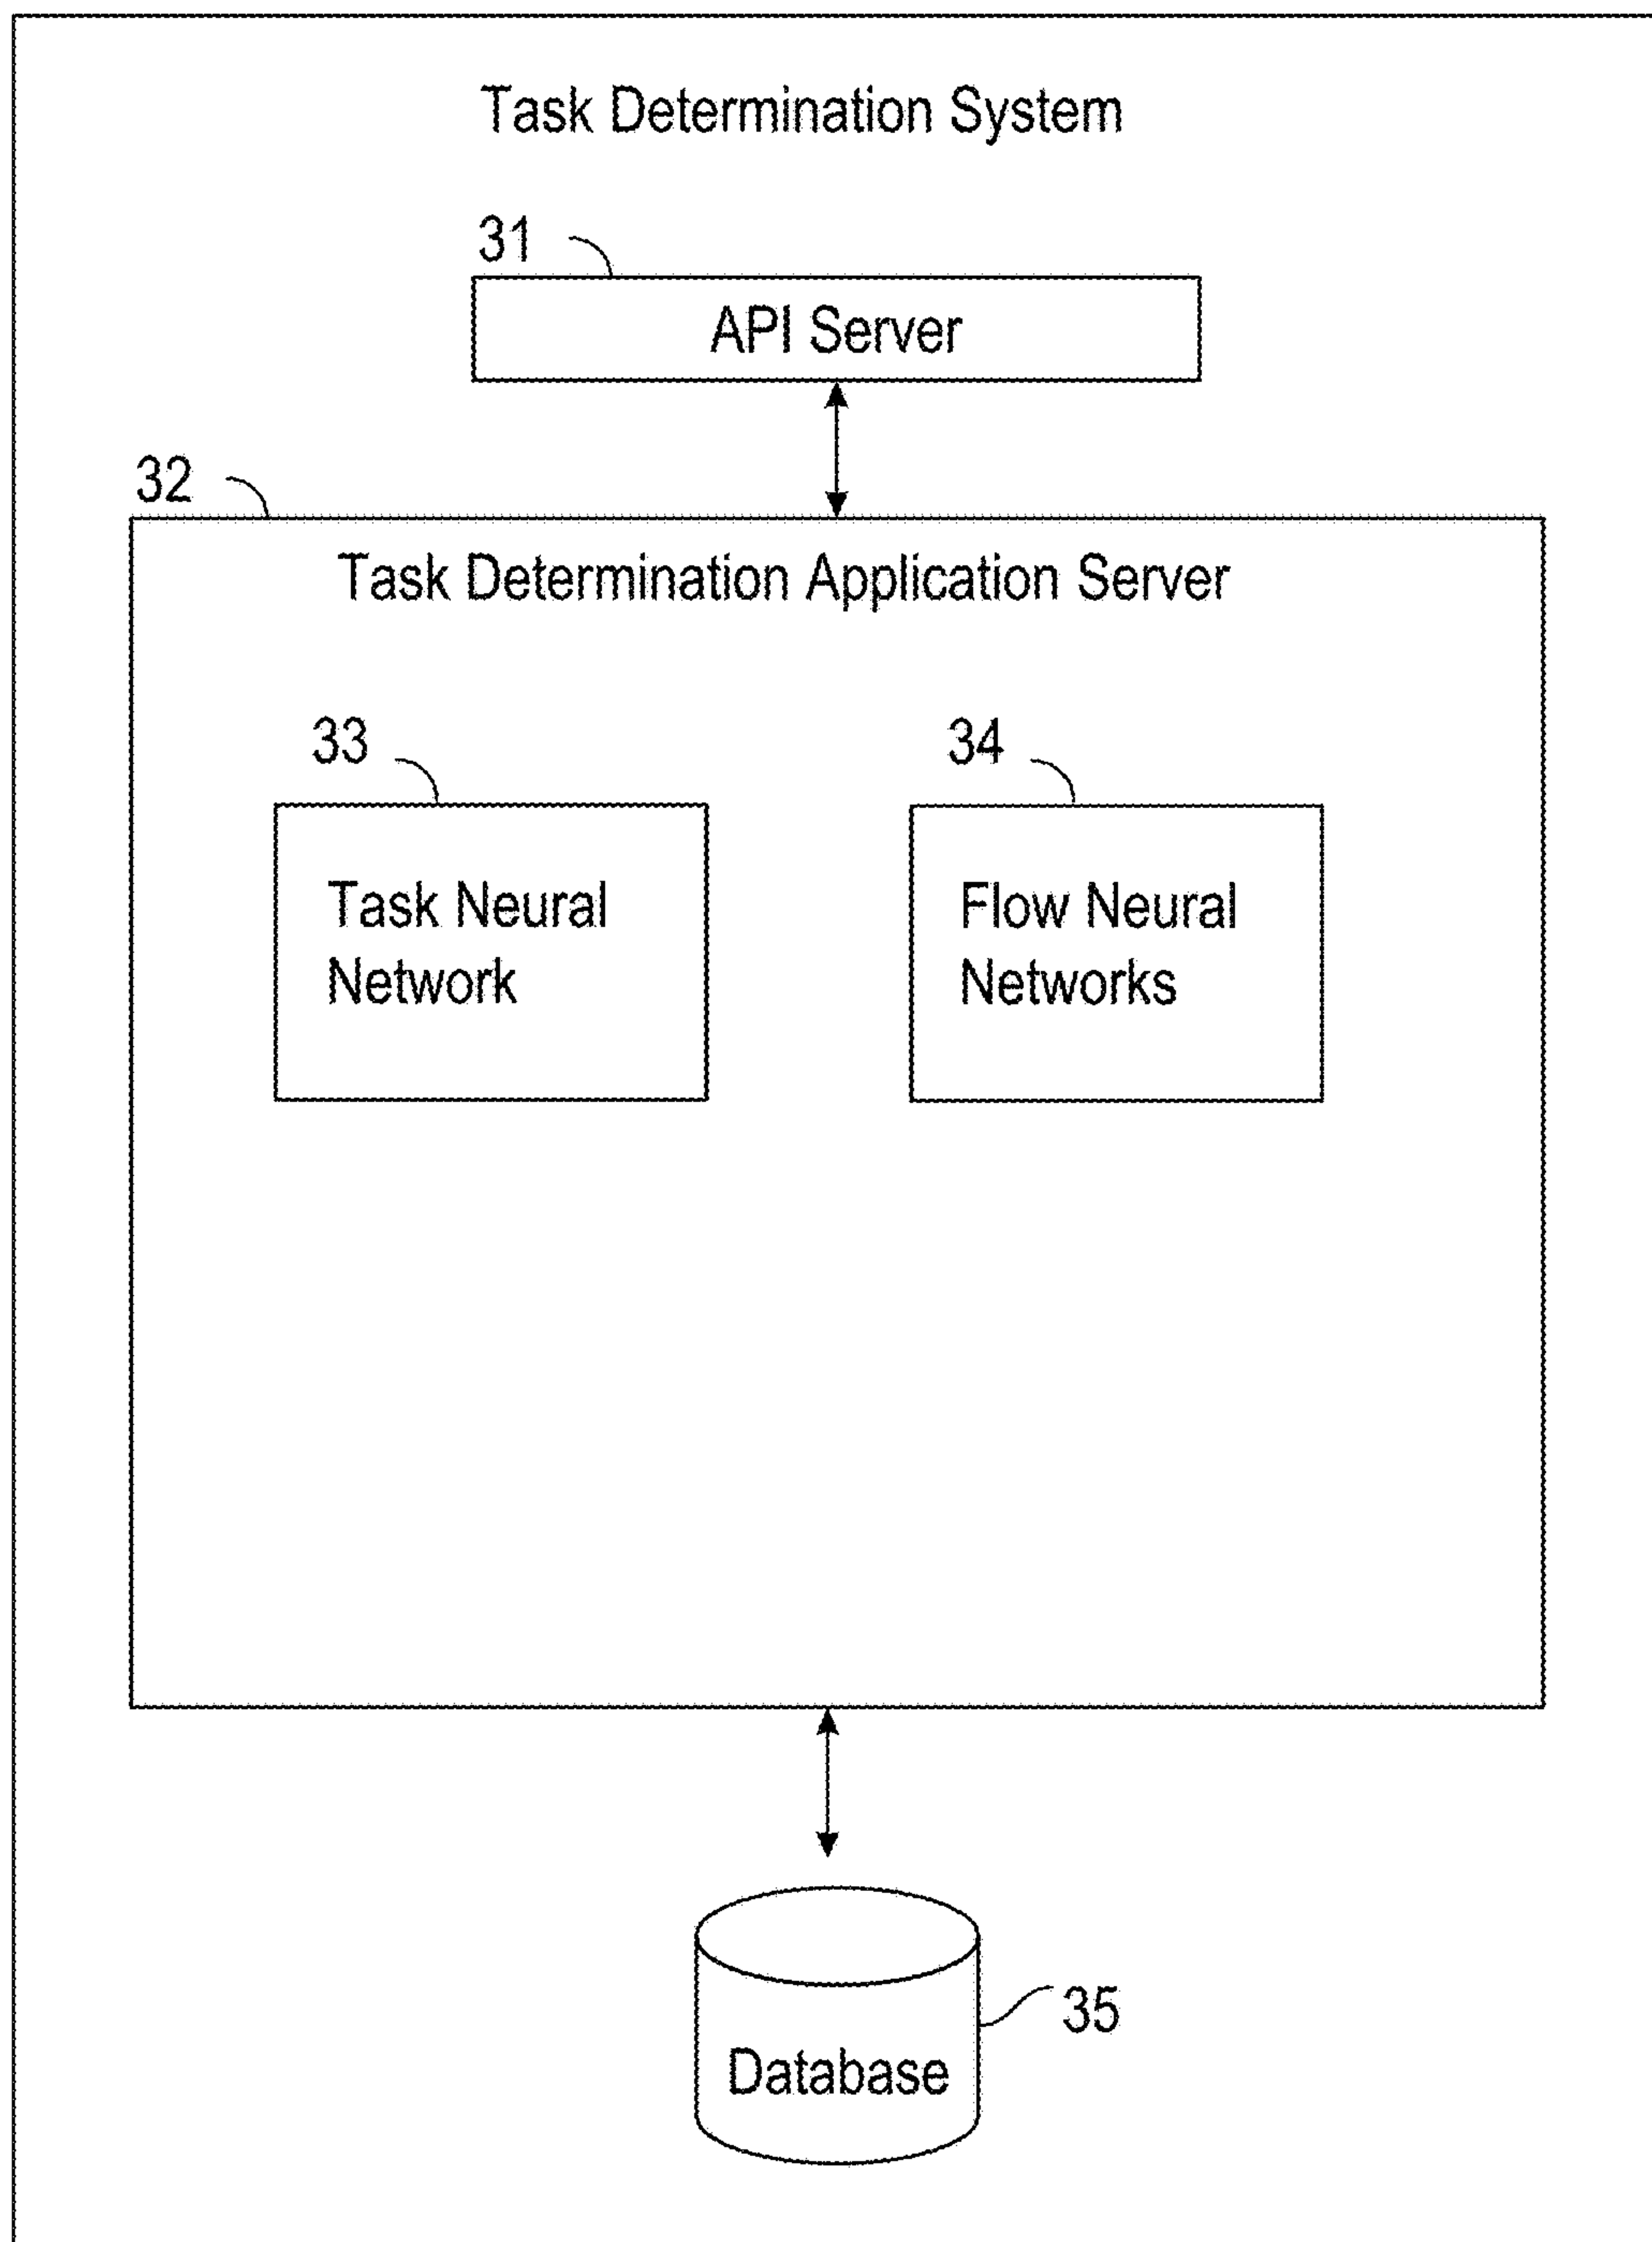 Task Determination System
31
API Server
32
Task Determination Application Server
33
34
Task Neural
Network
Flow Neural
Networks
35
Database